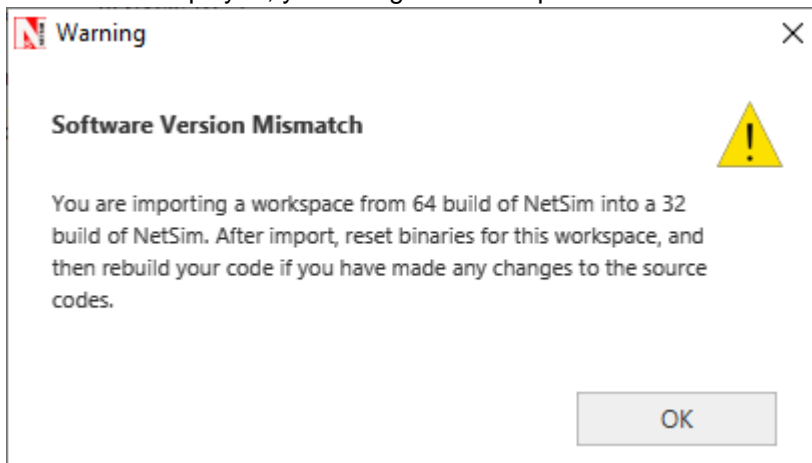 Warning
Software Version Mismatch
You are importing a workspace from 64 build of NetSim into a 32
build of NetSim. After import, reset binaries for this workspace, and
then rebuild your code if you have made any changes to the source
codes.
OK